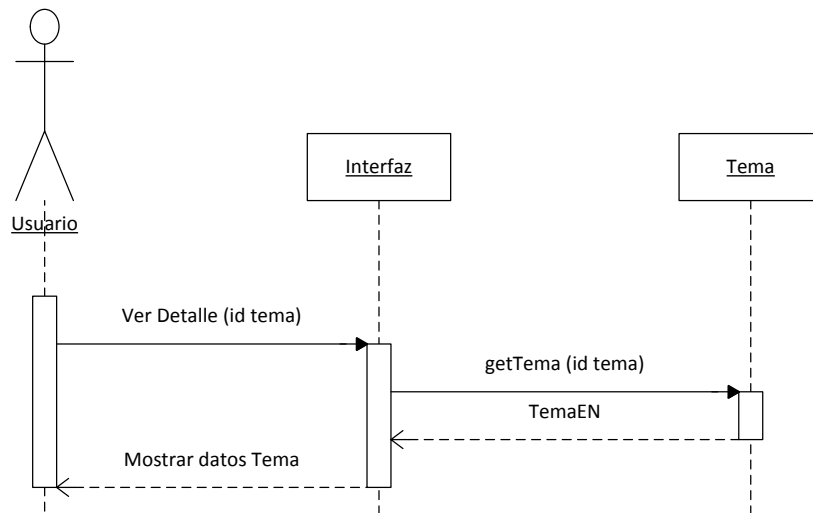 Interfaz
Tema
Usuario
Ver Detalle (id tema)
getTema (id tema)
TemaEN
Mostrar datos Tema